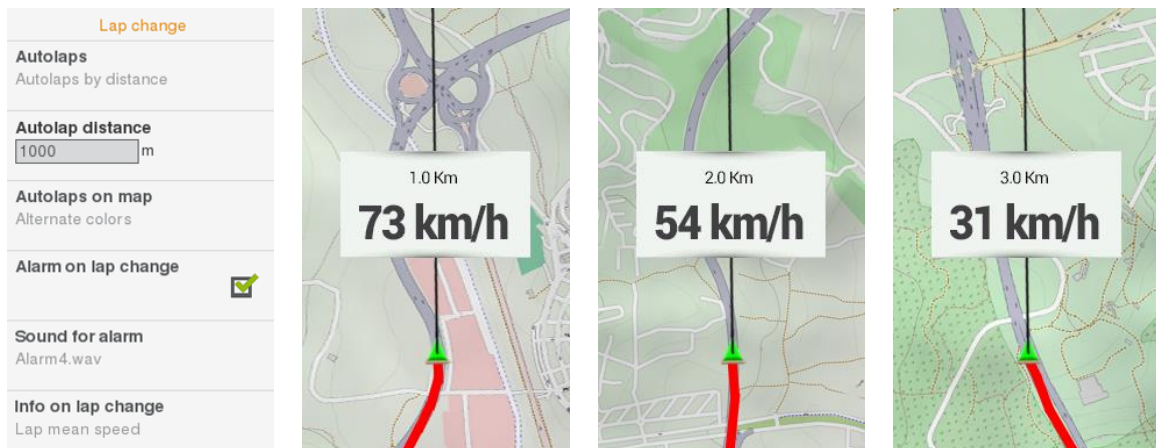 Lap change
Autolaps
Autolaps by distance
Autolap distance
1000 m
Autolaps on map
Alternate colors
Alarm on lap change
Sound for alarm
Alarm4.wav
Info on lap change
Lap mean speed
1.0 Km
73 km/h
2.0 Km
54 km/h
3.0 Km
31 km/h